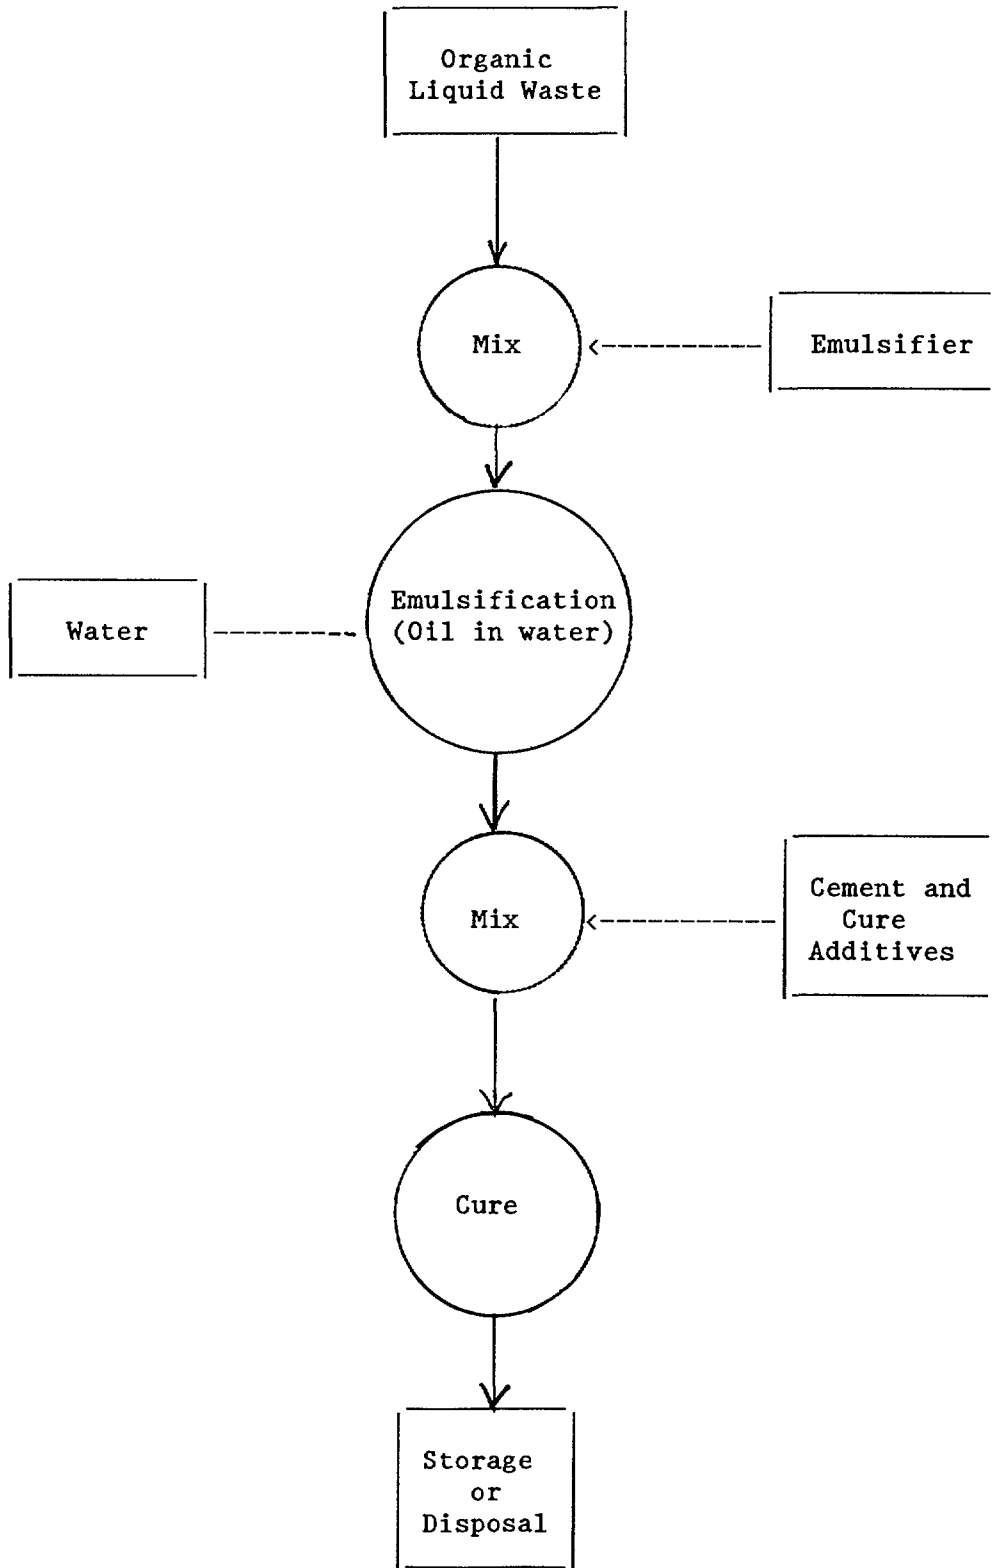 Organic
Liquid Waste
Mix
Emulsifier
Emulsification
(Oil in water)
Water
Mix
Cement and
Cure
Additives
Cure
Storage
or
Disposal